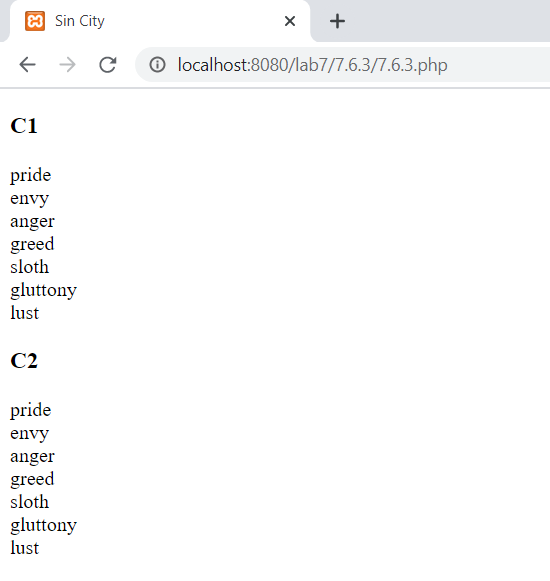 Sin City
localhost:8080/lab7/7.6.3/7.6.3.php
C1
pride
envy
anger
greed
sloth
gluttony
lust
C2
pride
envy
anger
greed
sloth
gluttony
lust